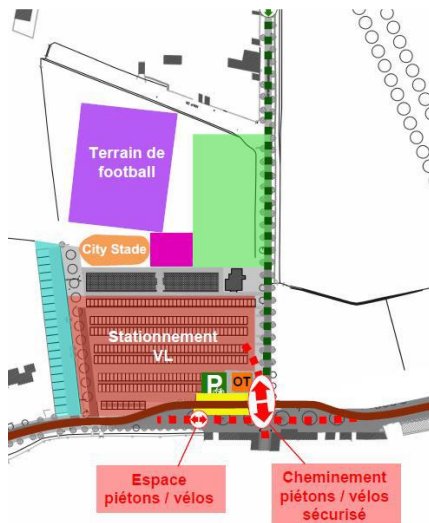 Terrain de
football
City Stade
Stationnement
VL
P
OT
Espace
piétons / vélos
Cheminement
piétons / vélos
sécurisé